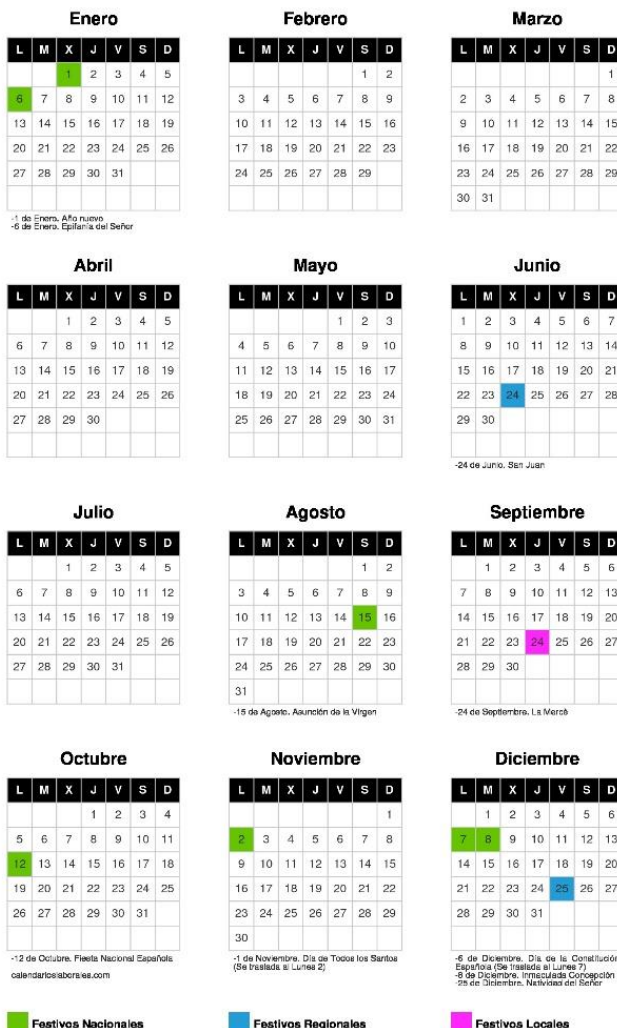 Enero
L M X J V S D
1 2 3 4 5
6 7 8 9 10 11 12
13 14 15 16 17 18 19
20 21 22 23 24 25 26
27 28 29 30 31
-1 de Enero. Año nuevo
-6 de Enero. Epifanía del Señor
Febrero
L M X J V S D
1 2
3 4 5 6 7 8 9
10 11 12 13 14 15 16
17 18 19 20 21 22 23
24 25 26 27 28 29
Marzo
L M X J V S D
1
2 3 4 5 6 7 8
9 10 11 12 13 14 15
16 17 18 19 20 21 22
23 24 25 26 27 28 29
30 31
Abril
L M X J V S D
1 2 3 4 5
6 7 8 9 10 11 12
13 14 15 16 17 18 19
20 21 22 23 24 25 26
27 28 29 30
Mayo
L M X J V S D
1 2 3
4 5 6 7 8 9 10
11 12 13 14 15 16 17
18 19 20 21 22 23 24
25 26 27 28 29 30 31
Junio
L M X J V S D
1 2 3 4 5 6 7
8 9 10 11 12 13 14
15 16 17 18 19 20 21
22 23 24 25 26 27 28
29 30
-24 de Junio. San Juan
Julio
L M X J V S D
1 2 3 4 5
6 7 8 9 10 11 12
13 14 15 16 17 18 19
20 21 22 23 24 25 26
27 28 29 30 31
Agosto
L M X J V S D
1 2
3 4 5 6 7 8 9
10 11 12 13 14 15 16
17 18 19 20 21 22 23
24 25 26 27 28 29 30
31
-15 de Agosto. Asunción de la Virgen
Septiembre
L M X J V S D
1 2 3 4 5 6
7 8 9 10 11 12 13
14 15 16 17 18 19 20
21 22 23 24 25 26 27
28 29 30
-24 de Septiembre. La Mercè
Octubre
L M X J V S D
1 2 3 4
5 6 7 8 9 10 11
12 13 14 15 16 17 18
19 20 21 22 23 24 25
26 27 28 29 30 31
-12 de Octubre. Fiesta Nacional Española
calendarioslaborales.com
Noviembre
L M X J V S D
1
2 3 4 5 6 7 8
9 10 11 12 13 14 15
16 17 18 19 20 21 22
23 24 25 26 27 28 29
30
-1 de Noviembre. Día de Todos los Santos
(Se traslada al Lunes 2)
Diciembre
L M X J V S D
1 2 3 4 5 6
7 8 9 10 11 12 13
14 15 16 17 18 19 20
21 22 23 24 25 26 27
28 29 30 31
-6 de Diciembre. Día de la Constitución
Española (Se traslada al Lunes 7)
-8 de Diciembre. Inmaculada Concepción
-25 de Diciembre. Natividad del Señor
Festivos Nacionales
Festivos Regionales
Festivos Locales